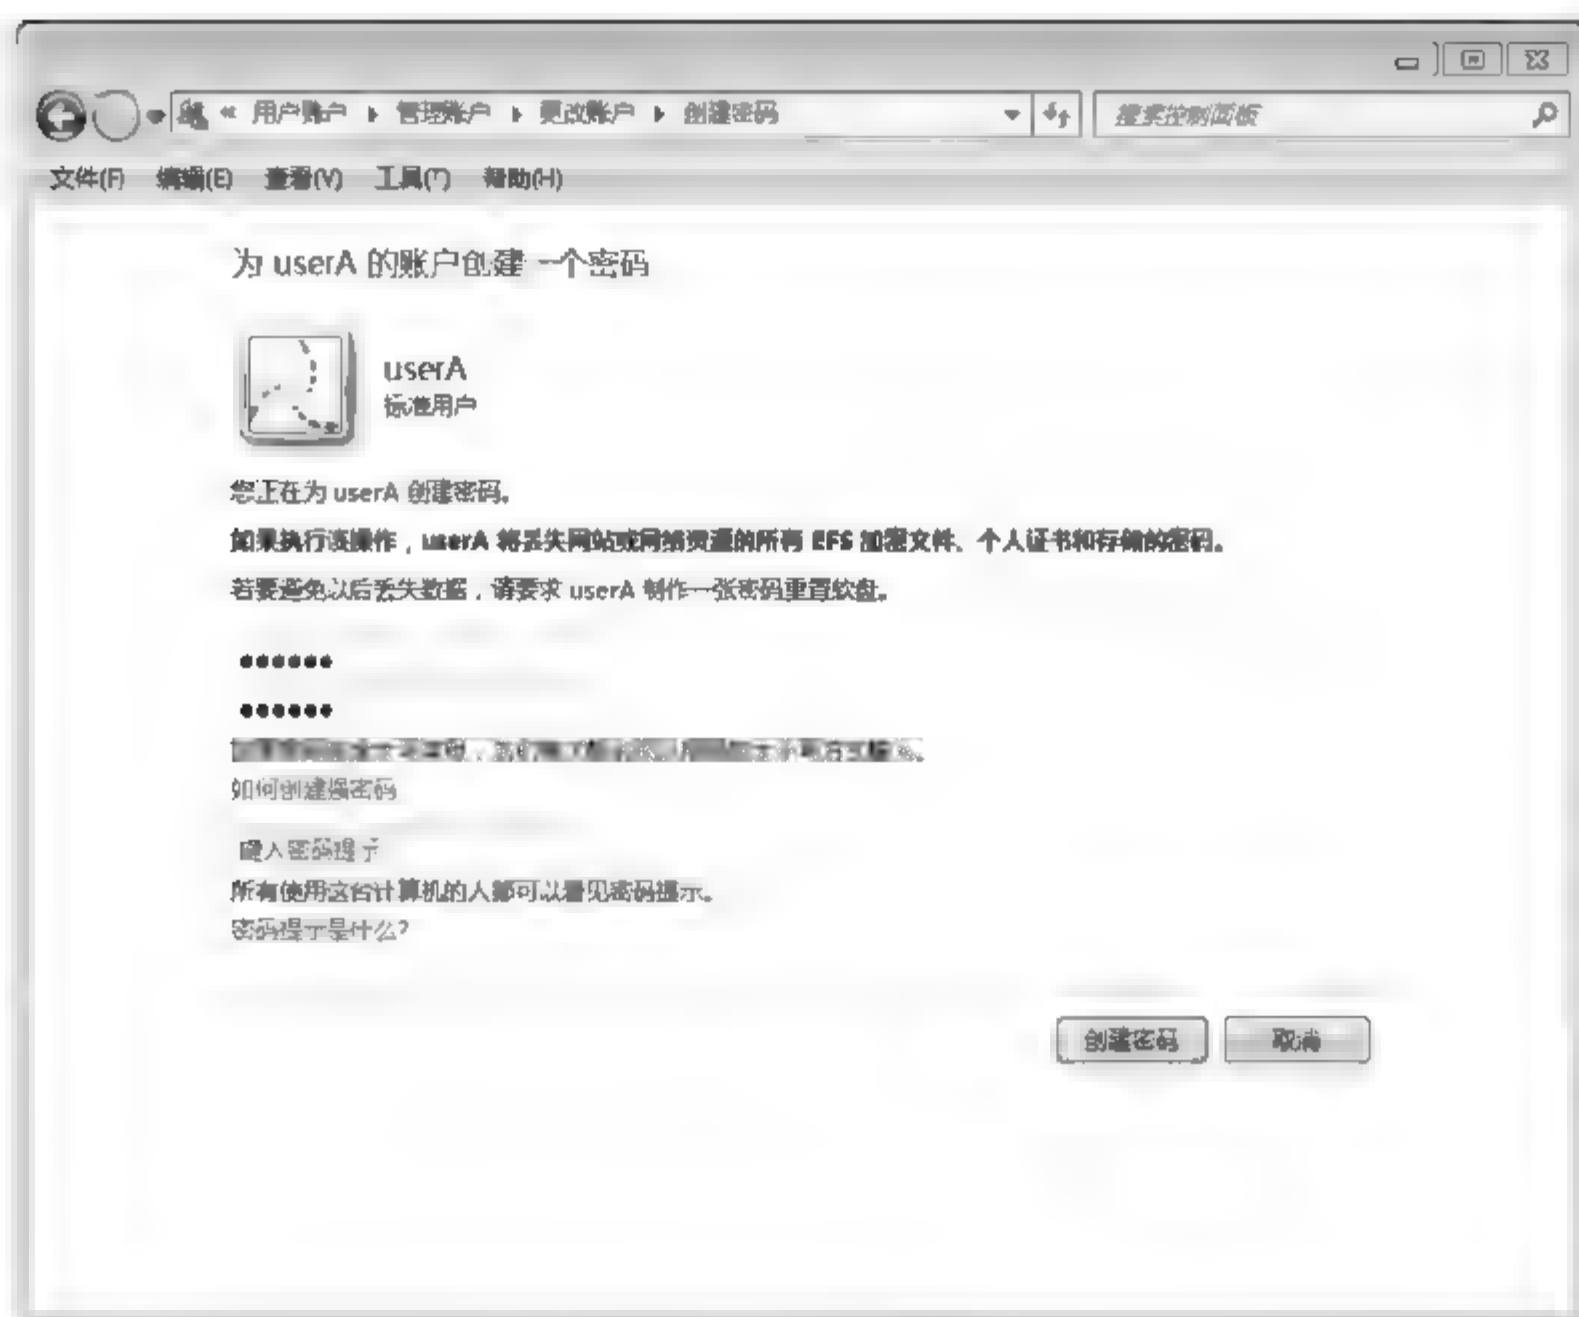 « 用户账户 ▸ 管理账户 ▸ 更改账户 ▸ 创建密码
搜索控制面板
文件(F) 编辑(E) 查看(V) 工具(T) 帮助(H)
为 userA 的账户创建一个密码
userA
标准用户
您正在为 userA 创建密码。
如果执行该操作，userA 将丢失网站或网络资源的所有 EFS 加密文件、个人证书和存储的密码。
若要避免以后丢失数据，请要求 userA 制作一张密码重置软盘。
●●●●●●
●●●●●●
如何创建强密码
键入密码提示
所有使用这台计算机的人都可以看见密码提示。
密码提示是什么?
创建密码 取消